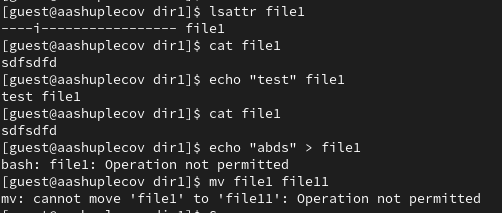 [guest@aashuplecov dir1]$ lsattr file1
----i----------------- file1
[guest@aashuplecov dir1]$ cat file1
sdfsdfd
[guest@aashuplecov dir1]$ echo "test" file1
test file1
[guest@aashuplecov dir1]$ cat file1
sdfsdfd
[guest@aashuplecov dir1]$ echo "abds" > file1
bash: file1: Operation not permitted
[guest@aashuplecov dir1]$ mv file1 file11
mv: cannot move 'file1' to 'file11': Operation not permitted